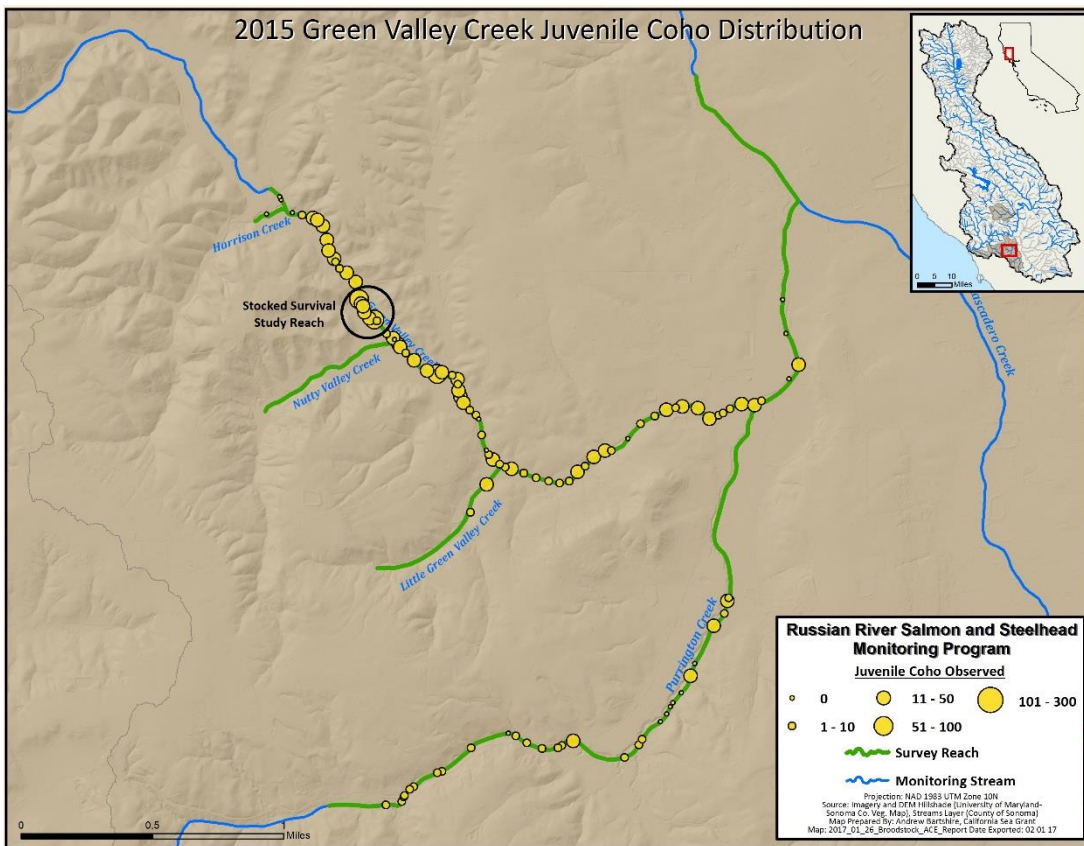 2015 Green Valley Creek Juvenile Coho Distribution
0 5 10
Miles
Harrison Creek
Stocked Survival
Study Reach
Valley Creek
Nutty Valley Creek
Little Green Valley Creek
Purrington Creek
ascadero Creek
Russian River Salmon and Steelhead
Monitoring Program
Juvenile Coho Observed
0 11 - 50 101 - 300
1 - 10 51 - 100
Survey Reach
Monitoring Stream
Projection: NAD 1983 UTM Zone 10N
Source: Imagery and DEM Hillshade (University of Maryland-
Sonoma Co. Veg. Map), Streams Layer (County of Sonoma)
Map Prepared By: Andrew Bartshire, California Sea Grant
Map: 2017_01_26_Broodstock_ACE_Report Date Exported: 02 01 17
0 0.5 1
Miles